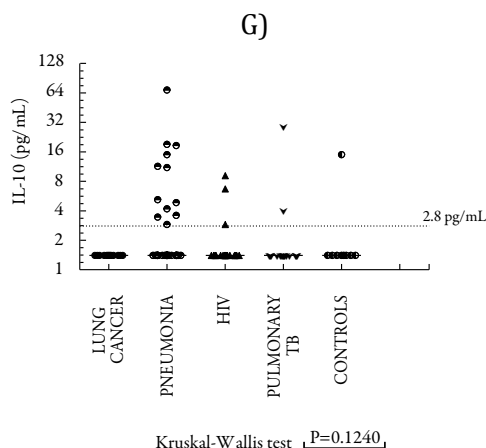 G)
128
64
32
16
8
4
2
1
IL-10 (pg/mL)
2.8 pg/mL
LUNG
CANCER
PNEUMONIA
HIV
PULMONARY
TB
CONTROLS
Kruskal-Wallis test P=0.1240